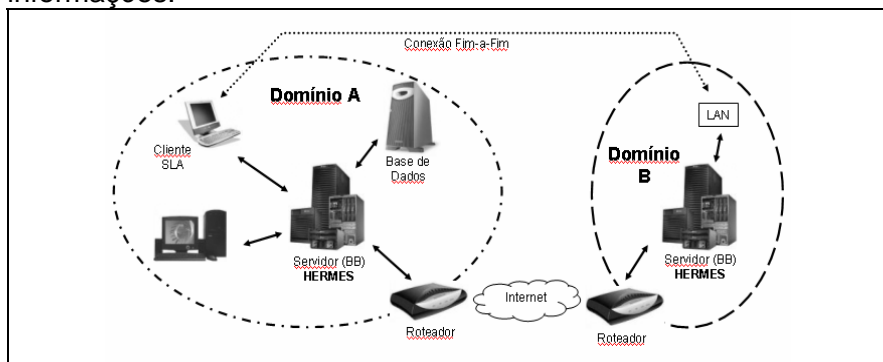 informações.
Conexão Fim-a-Fim
Domínio A
LAN
Cliente
SLA
Base de
Dados
Domínio
B
Servidor (BB)
HERMES
Servidor (BB)
HERMES
Internet
Roteador
Roteador